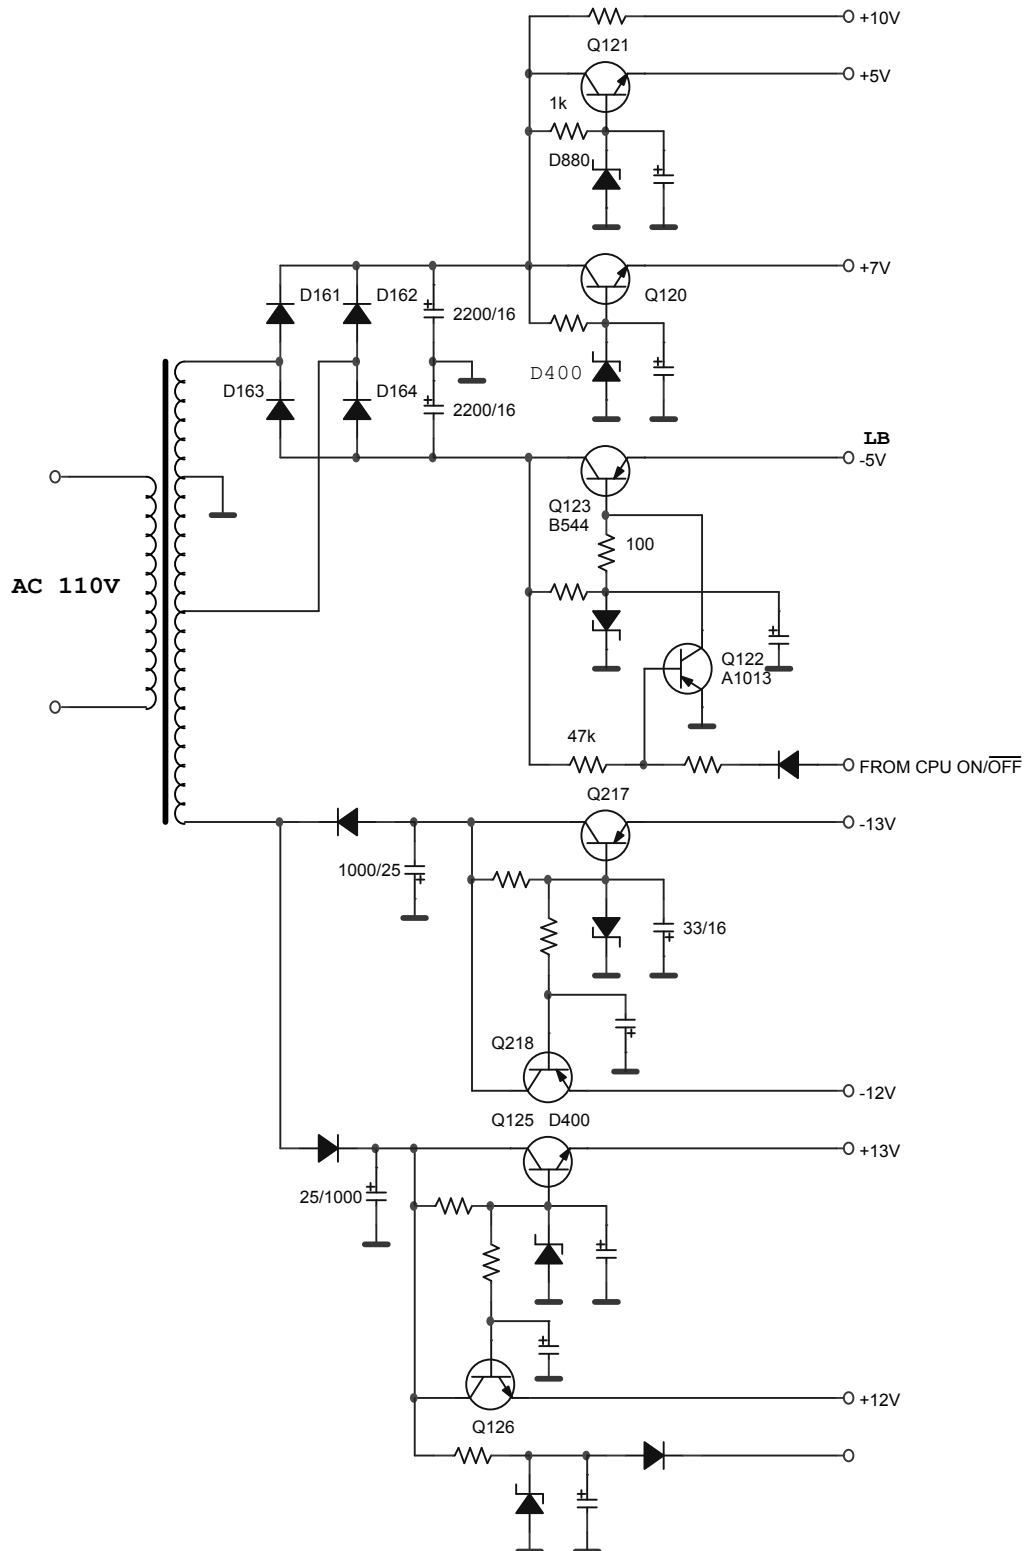 +10V
Q121
+5V
1k
D880
+7V
D161
D162
Q120
2200/16
D400
D163
D164
2200/16
LB
-5V
Q123
B544
100
AC 110V
Q122
A1013
47k
FROM CPU ON/OFF
Q217
-13V
1000/25
33/16
Q218
-12V
Q125 D400
+13V
25/1000
+12V
Q126